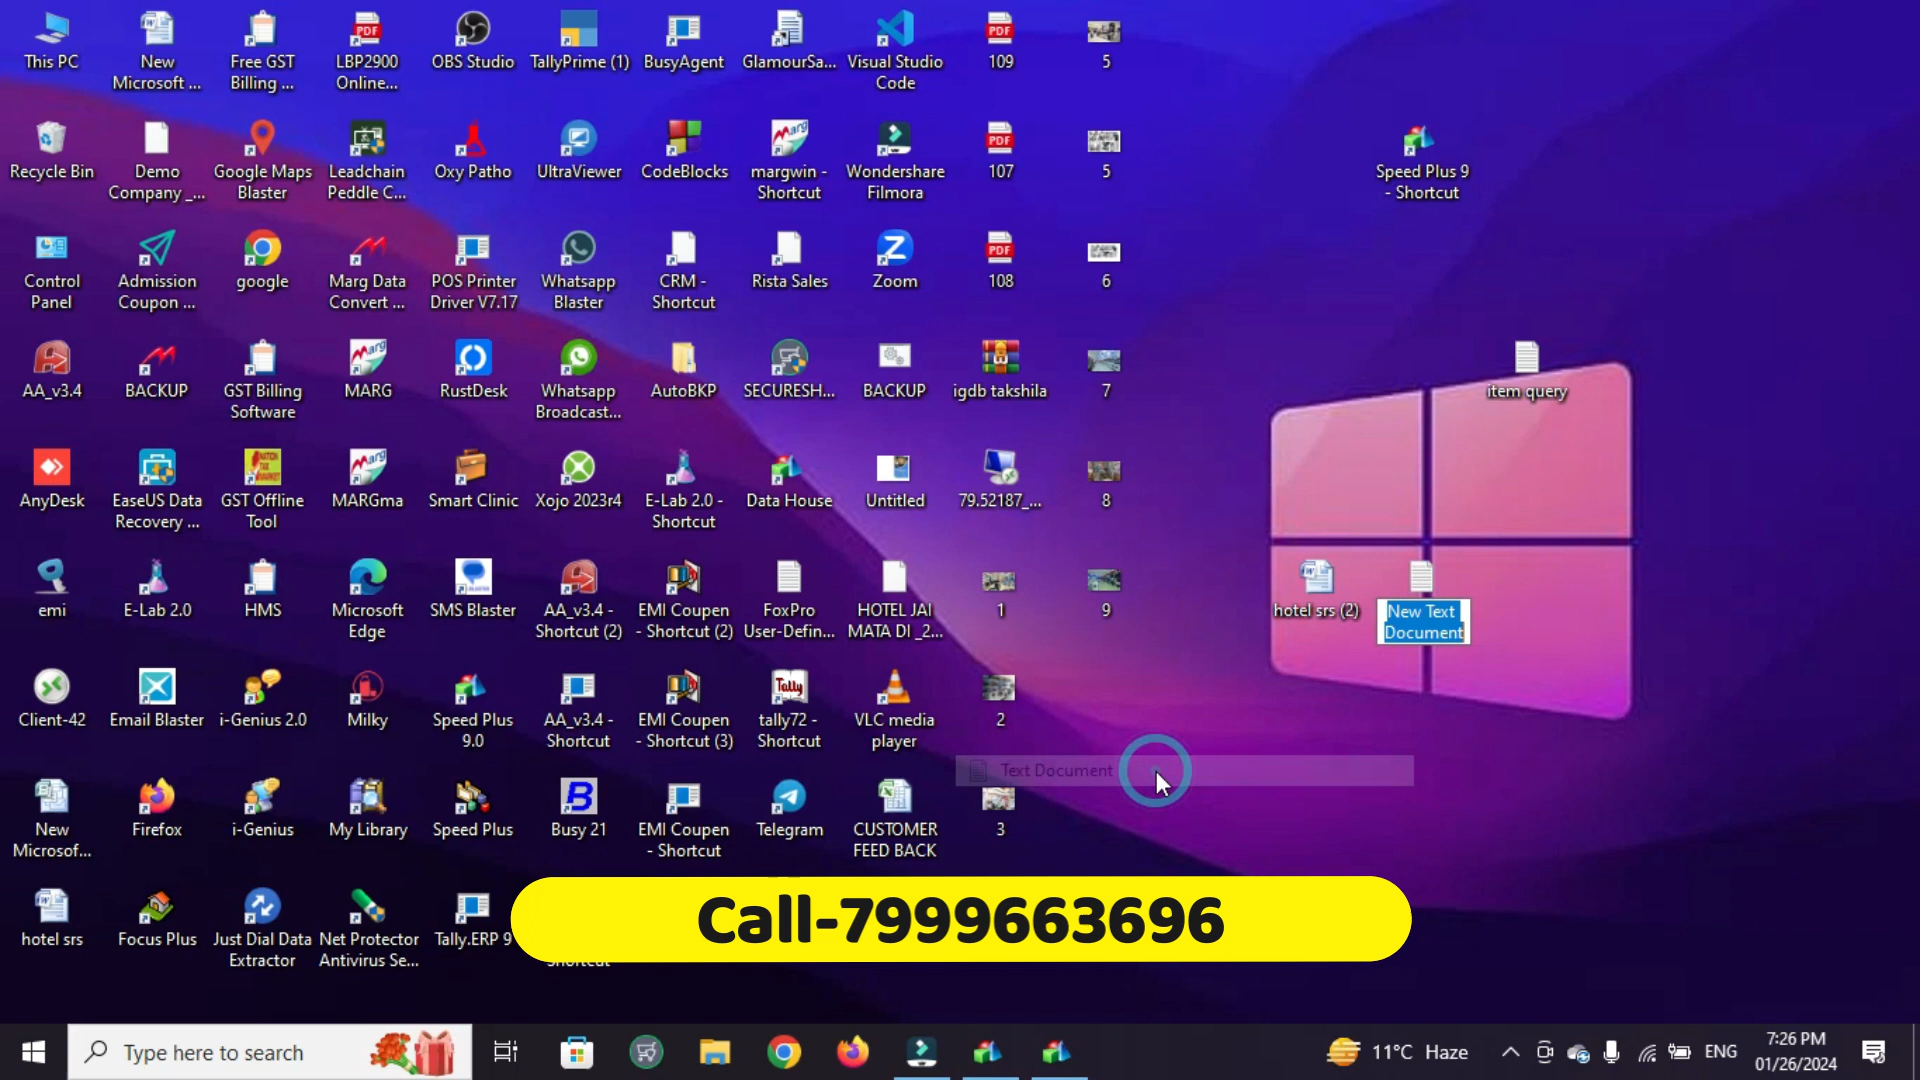 This PC
New
Microsoft ...
Free GST
Billing ...
LBP2900
Online...
OBS Studio
TallyPrime (1)
BusyAgent
GlamourSa...
Visual Studio
Code
109
5
Recycle Bin
Demo
Company _...
Google Maps
Blaster
Leadchain
Peddle C...
Oxy Patho
UltraViewer
CodeBlocks
margwin -
Shortcut
Wondershare
Filmora
107
5
Speed Plus 9
- Shortcut
Control
Panel
Admission
Coupon ...
google
Marg Data
Convert ...
POS Printer
Driver V7.17
Whatsapp
Blaster
CRM -
Shortcut
Rista Sales
Zoom
108
6
AA_v3.4
BACKUP
GST Billing
Software
MARG
RustDesk
Whatsapp
Broadcast...
AutoBKP
SECURESH...
BACKUP
igdb takshila
7
item query
AnyDesk
EaseUS Data
Recovery ...
GST Offline
Tool
MARGma
Smart Clinic
Xojo 2023r4
E-Lab 2.0 -
Shortcut
Data House
Untitled
79.52187_...
8
emi
E-Lab 2.0
HMS
Microsoft
Edge
SMS Blaster
AA_v3.4 -
Shortcut (2)
EMI Coupen
- Shortcut (2)
FoxPro
User-Defin...
HOTEL JAI
MATA DI _2...
1
9
hotel srs (2)
New Text
Document
Client-42
Email Blaster
i-Genius 2.0
Milky
Speed Plus
9.0
AA_v3.4 -
Shortcut
EMI Coupen
- Shortcut (3)
tally72 -
Shortcut
VLC media
player
2
Text Document
New
Microsof...
Firefox
i-Genius
My Library
Speed Plus
Busy 21
EMI Coupen
- Shortcut
Telegram
CUSTOMER
FEED BACK
3
hotel srs
Focus Plus
Just Dial Data
Extractor
Net Protector
Antivirus Se...
Tally.ERP 9
Call-7999663696
Type here to search
11°C Haze
ENG
7:26 PM
01/26/2024